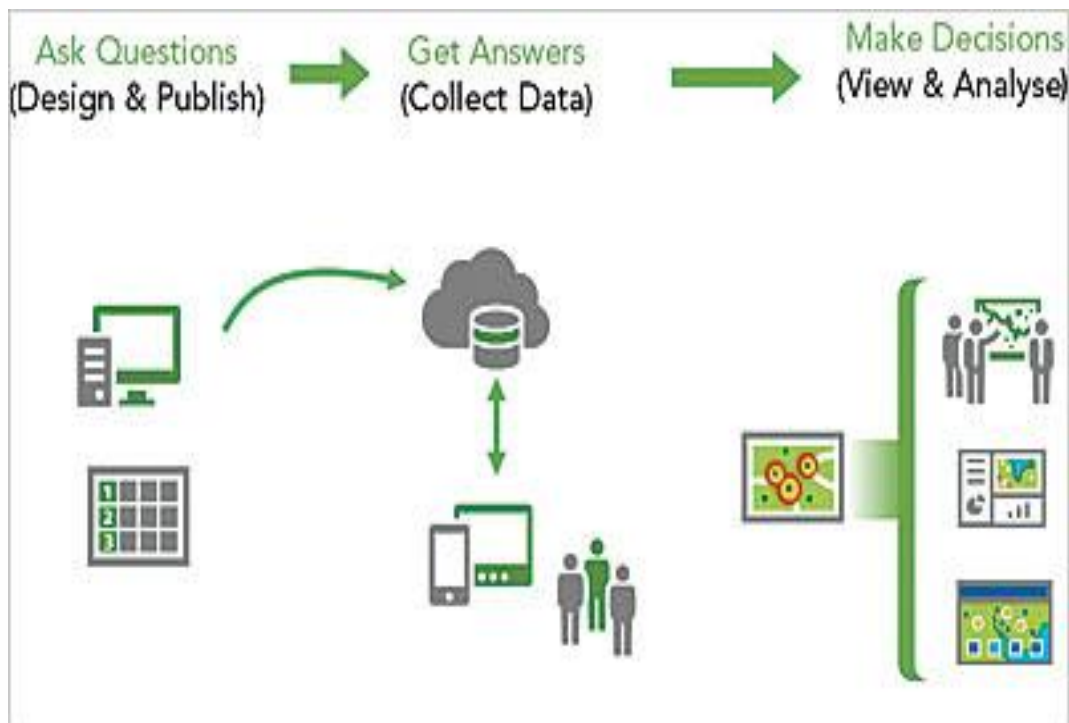 Ask Questions
(Design & Publish)
Get Answers
(Collect Data)
Make Decisions
(View & Analyse)
1
2
3